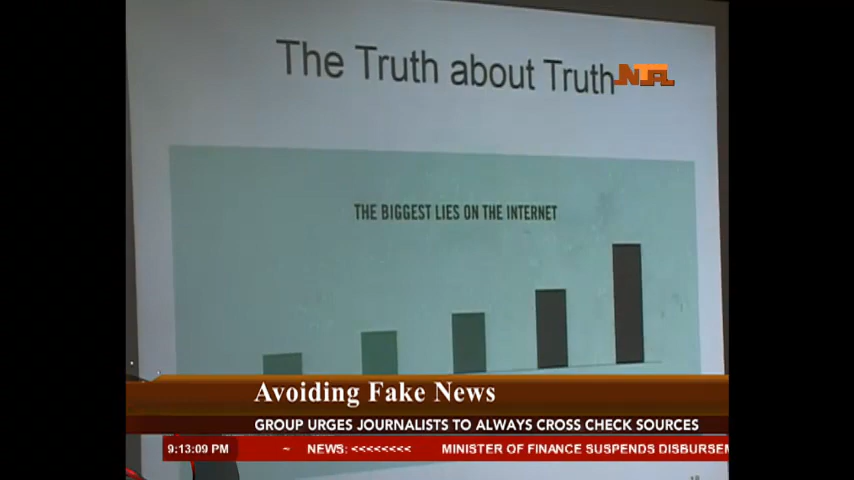 The Truth about Truth
NTA
THE BIGGEST LIES ON THE INTERNET
Avoiding Fake News
GROUP URGES JOURNALISTS TO ALWAYS CROSS CHECK SOURCES
9:13:09 PM ~ NEWS: <<<<<<<< MINISTER OF FINANCE SUSPENDS DISBURSEM